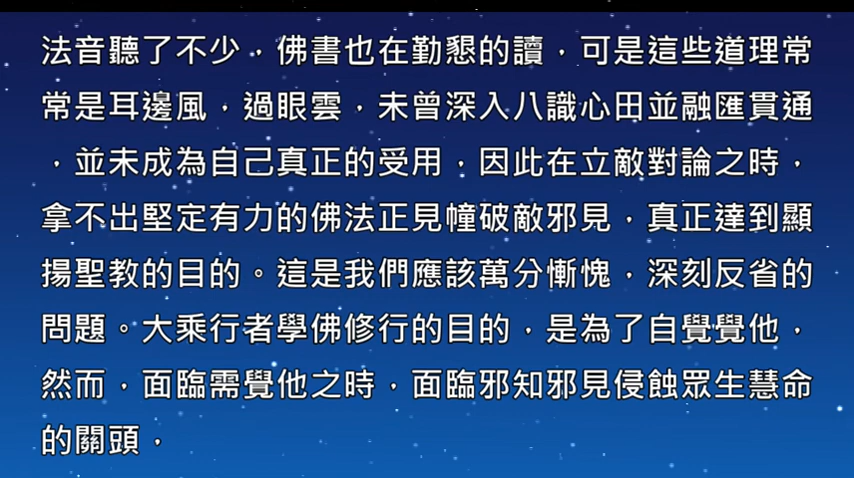 法音聽了不少，佛書也在勤懇的讀，可是這些道理常
常是耳邊風，過眼雲，未曾深入八識心田並融匯貫通
，並未成為自己真正的受用，因此在立敵對論之時，
拿不出堅定有力的佛法正見幢破敵邪見，真正達到顯
揚聖教的目的。這是我們應該萬分慚愧，深刻反省的
問題。大乘行者學佛修行的目的，是為了自覺覺他，
然而，面臨需覺他之時，面臨邪知邪見侵蝕眾生慧命
的關頭，